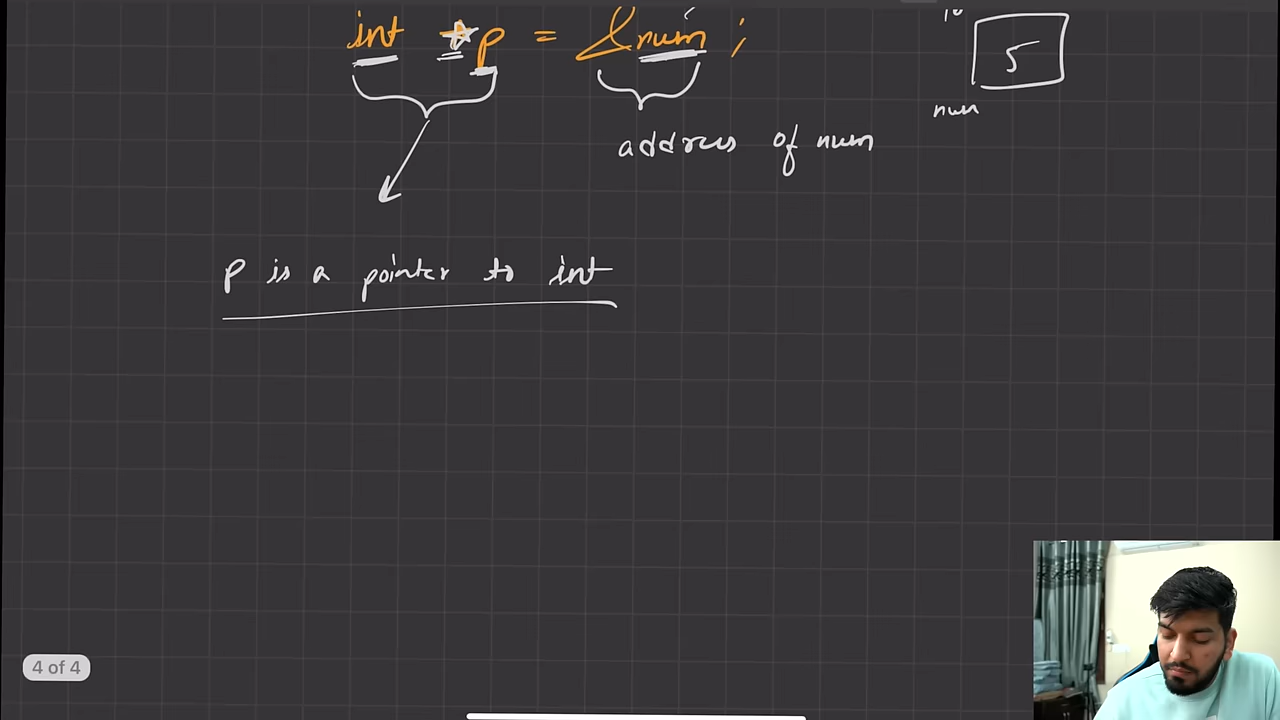 int *p = &num ;
5
num
address of num
p is a pointer to int
4 of 4